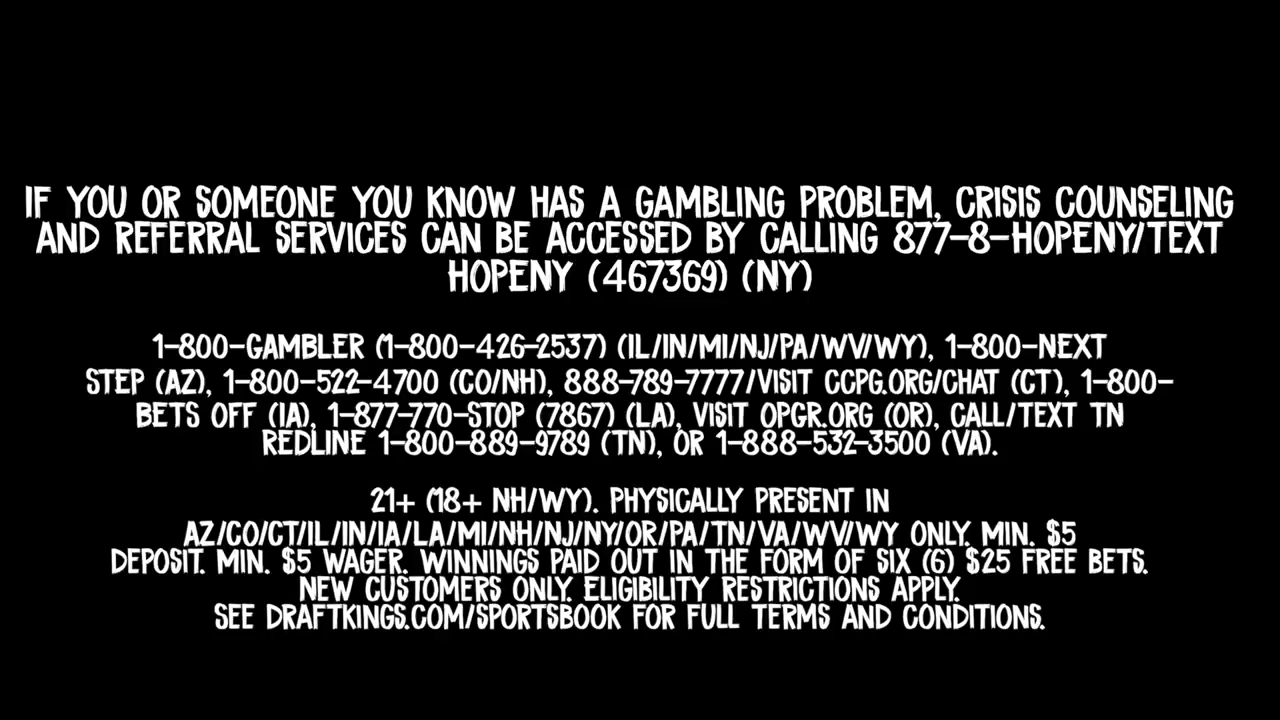 IF YOU OR SOMEONE YOU KNOW HAS A GAMBLING PROBLEM, CRISIS COUNSELING
AND REFERRAL SERVICES CAN BE ACCESSED BY CALLING 877-8-HOPENY/TEXT
HOPENY (467369) (NY)
1-800-GAMBLER (1-800-426-2537) (IL/IN/MI/NJ/PA/WV/WY), 1-800-NEXT
STEP (AZ), 1-800-522-4700 (CO/NH), 888-789-7777/VISIT CCPG.ORG/CHAT (CT), 1-800-
BETS OFF (IA), 1-877-770-STOP (7867) (LA), VISIT OPGR.ORG (OR), CALL/TEXT TN
REDLINE 1-800-889-9789 (TN), OR 1-888-532-3500 (VA).
21+ (18+ NH/WY). PHYSICALLY PRESENT IN
AZ/CO/CT/IL/IN/IA/LA/MI/NH/NJ/NY/OR/PA/TN/VA/WV/WY ONLY. MIN. $5
DEPOSIT. MIN. $5 WAGER. WINNINGS PAID OUT IN THE FORM OF SIX (6) $25 FREE BETS.
NEW CUSTOMERS ONLY. ELIGIBILITY RESTRICTIONS APPLY.
SEE DRAFTKINGS.COM/SPORTSBOOK FOR FULL TERMS AND CONDITIONS.